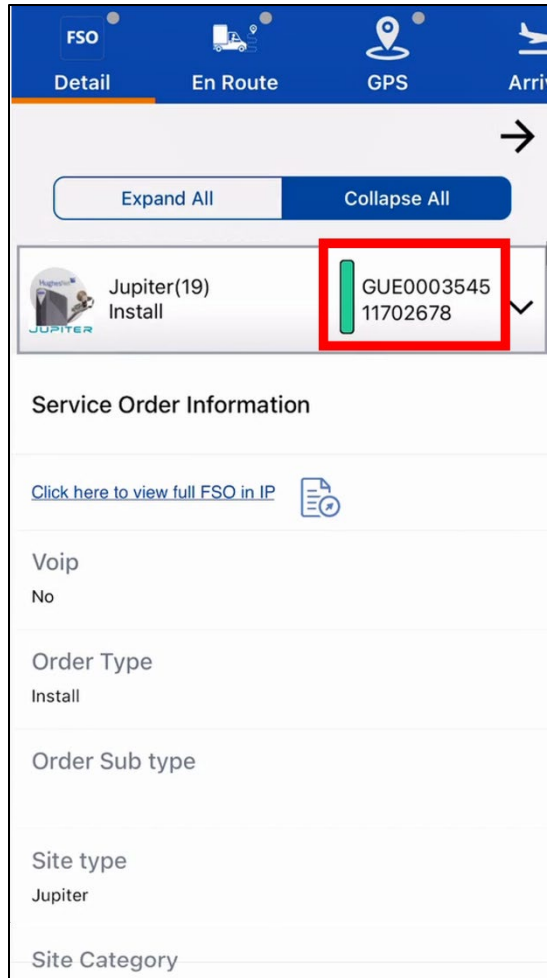 FSO
Detail
En Route
GPS
Arri
Expand All
Collapse All
HughesNet
JUPITER
Jupiter(19)
Install
GUE0003545
11702678
Service Order Information
Click here to view full FSO in IP
Voip
No
Order Type
Install
Order Sub type
Site type
Jupiter
Site Category